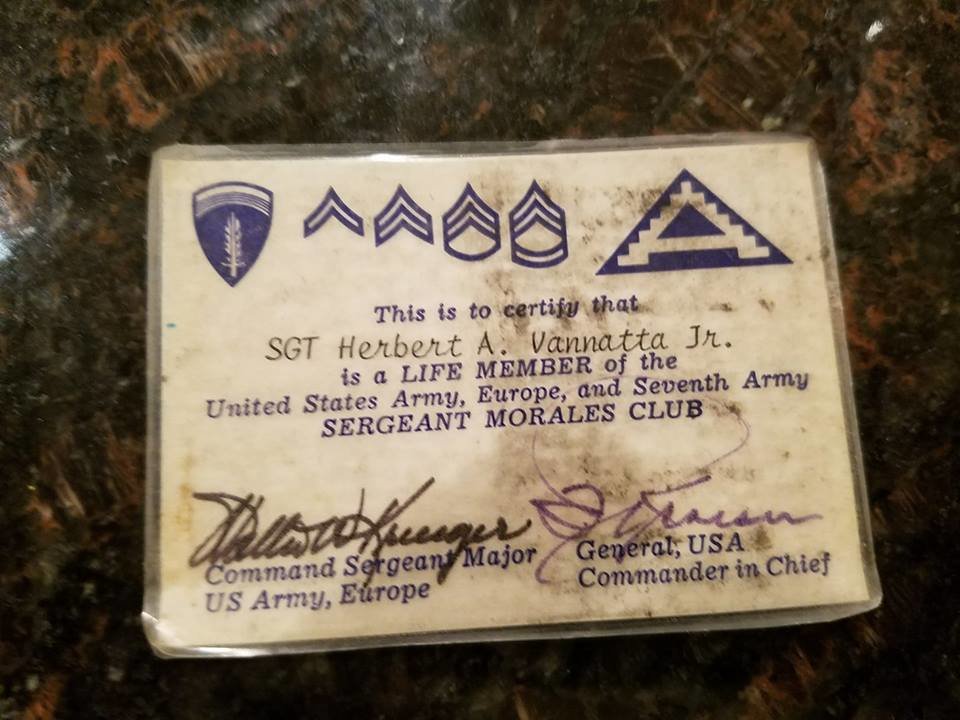 This is to certify that
SGT Herbert A. Vannatta Jr.
is a LIFE MEMBER of the
United States Army, Europe, and Seventh Army
SERGEANT MORALES CLUB
Krueger
Command Sergeant Major
US Army, Europe
General, USA
Commander in Chief